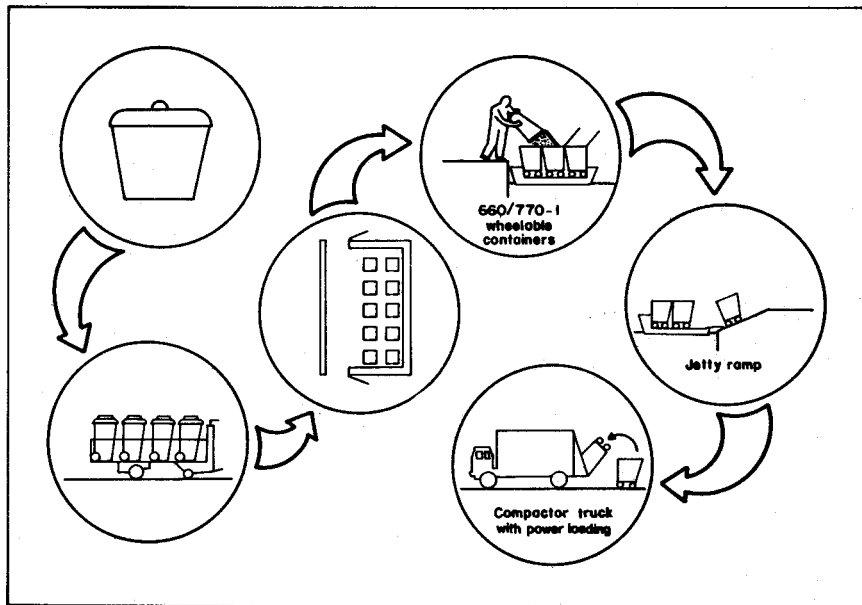 660/770-l
wheelable
containers
Jetty ramp
Compactor truck
with power loading